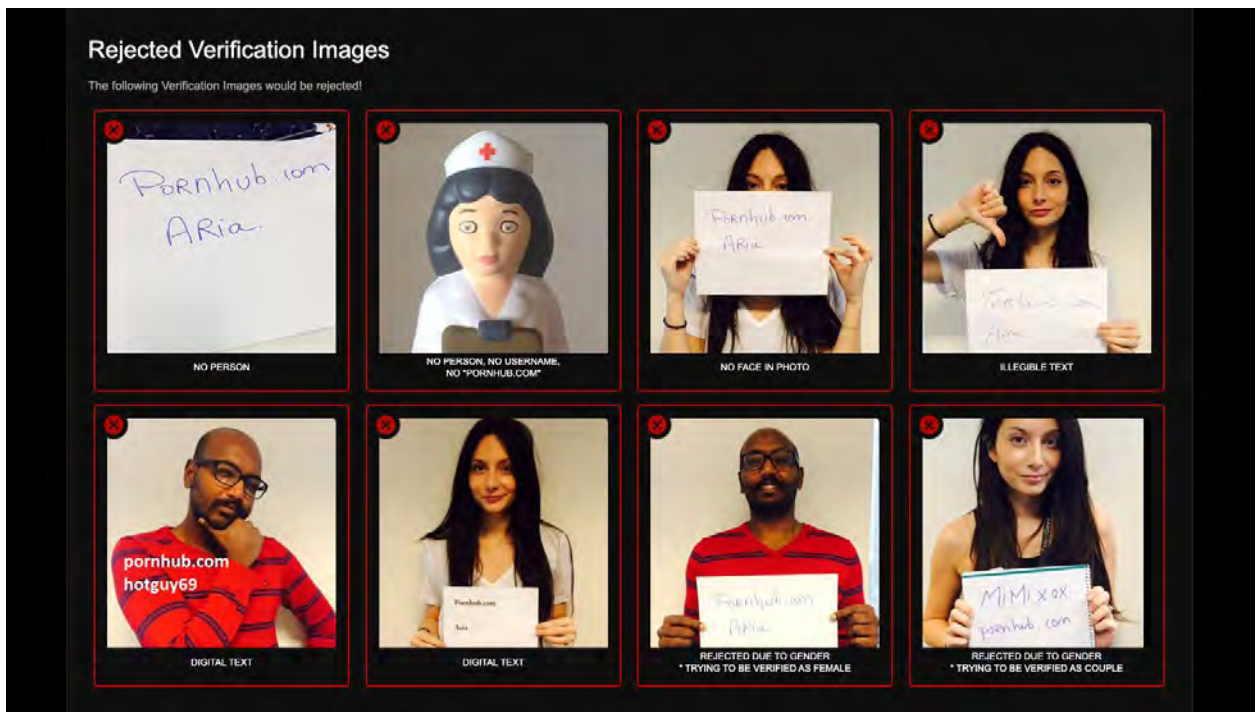 Rejected Verification Images
The following Verification Images would be rejected!
Pornhub.com
ARia.
NO PERSON
NO PERSON, NO USERNAME,
NO "PORNHUB.COM"
Pornhub.com
ARia
NO FACE IN PHOTO
ILLEGIBLE TEXT
pornhub.com
hotguy69
DIGITAL TEXT
Pornhub.com
Aria
DIGITAL TEXT
Pornhub.com
ARia
REJECTED DUE TO GENDER
* TRYING TO BE VERIFIED AS FEMALE
MiMi xox
pornhub.com
REJECTED DUE TO GENDER
* TRYING TO BE VERIFIED AS COUPLE